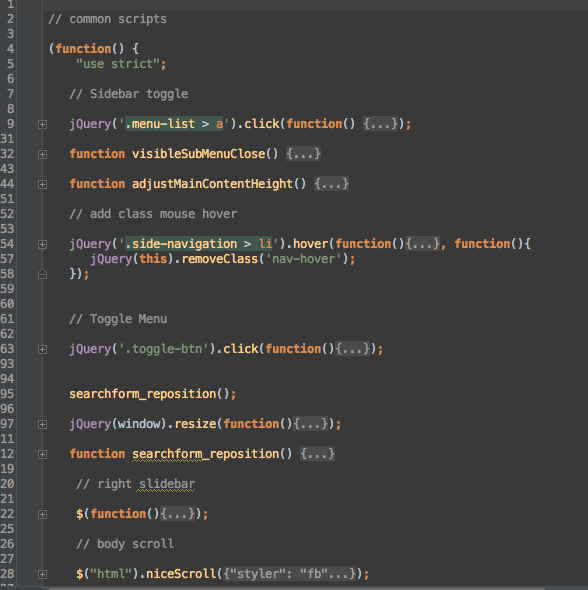 1
2 // common scripts
3
4 (function() {
5 "use strict";
6
7 // Sidebar toggle
8
9 jQuery('.menu-list > a').click(function() {...});
31
32 function visibleSubMenuClose() {...}
43
44 function adjustMainContentHeight() {...}
51
52 // add class mouse hover
53
54 jQuery('.side-navigation > li').hover(function(){...}, function(){
57 jQuery(this).removeClass('nav-hover');
58 });
59
60
61 // Toggle Menu
62
63 jQuery('.toggle-btn').click(function(){...});
93
94
95 searchform_reposition();
96
97 jQuery(window).resize(function(){...});
11
12 function searchform_reposition() {...}
19
20 // right slidebar
21
22 $(function(){...});
25
26 // body scroll
27
28 $("html").niceScroll({"styler": "fb"...});